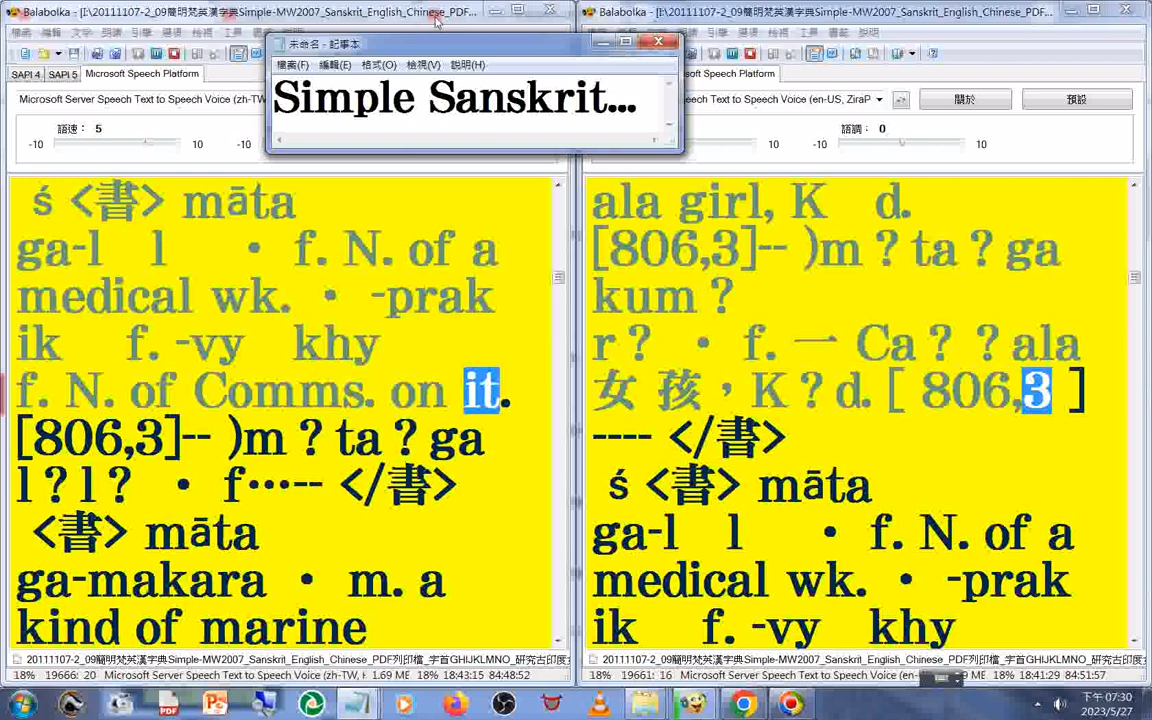 Balabolka - [I:\20111107-2_09簡明梵英漢字典Simple-MW2007_Sanskrit_English_Chinese_PDF...
SAPI 4 SAPI 5 Microsoft Speech Platform
Microsoft Server Speech Text to Speech Voice (zh-TW,
語速： 5
-10 10 -10
ś <書> māta
ga-l l • f. N. of a
medical wk. • -prak
ik f. -vy khy
f. N. of Comms. on it.
[806,3]-- )m？ta？ga
l？l？ • f…-- </書>
<書> māta
ga-makara • m. a
kind of marine
20111107-2_09簡明梵英漢字典Simple-MW2007_Sanskrit_English_Chinese_PDF列印檔_字首GHIJKLMNO_研究古印度
18% 19666: 20 Microsoft Server Speech Text to Speech Voice (zh-TW, H 1.69 MB 18% 18:43:15 84:48:52
未命名 - 記事本
檔案(F) 編輯(E) 格式(O) 檢視(V) 說明(H)
Simple Sanskrit...
Balabolka - [I:\20111107-2_09簡明梵英漢字典Simple-MW2007_Sanskrit_English_Chinese_PDF...
Speech Platform
eech Text to Speech Voice (en-US, ZiraP 關於 預設
語調： 0
10 -10 10
ala girl, K d.
[806,3]-- )m？ta？ga
kum？
r？ • f. 一 Ca？？ala
女 孩，K？d. [ 806,3 ]
---- </書>
ś <書> māta
ga-l l • f. N. of a
medical wk. • -prak
ik f. -vy khy
20111107-2_09簡明梵英漢字典Simple-MW2007_Sanskrit_English_Chinese_PDF列印檔_字首GHIJKLMNO_研究古印度
18% 19661: 16 Microsoft Server Speech Text to Speech Voice (en- MB 18% 18:41:29 84:51:57
下午 07:30
2023/5/27